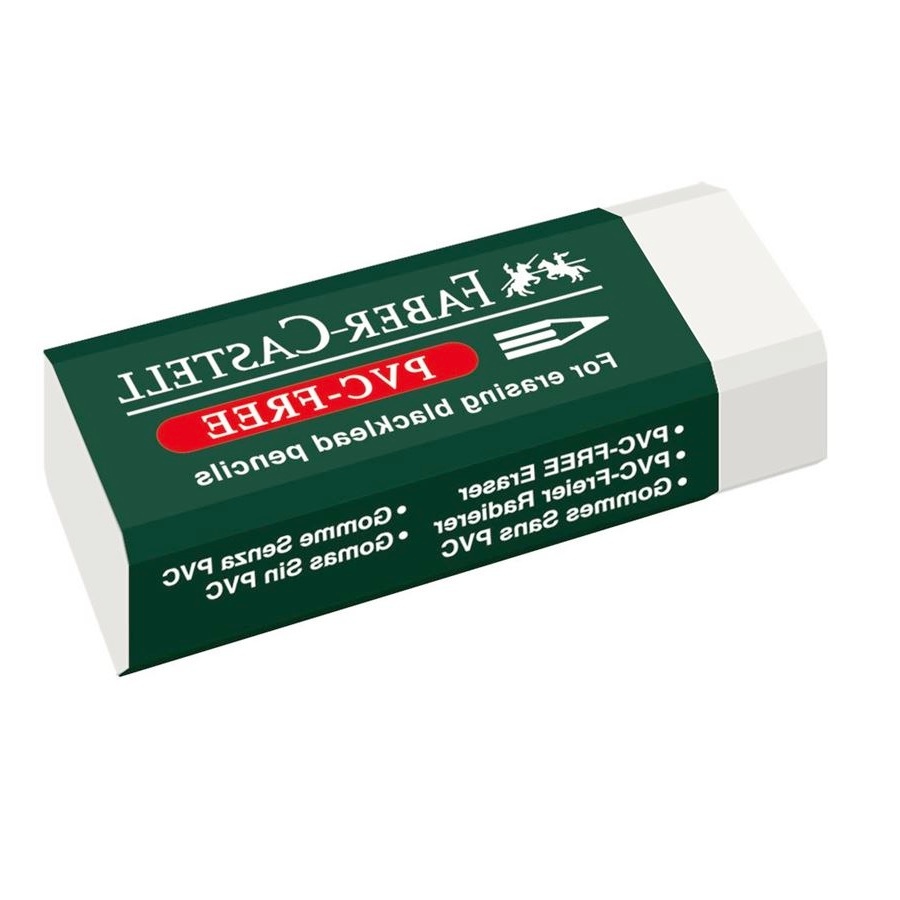 FABER-CASTELL
PVC-FREE
For erasing blacklead pencils
• PVC-FREE Eraser
• PVC-Freier Radierer
• Gommes Sans PVC
• Gomme Senza PVC
• Gomas Sin PVC